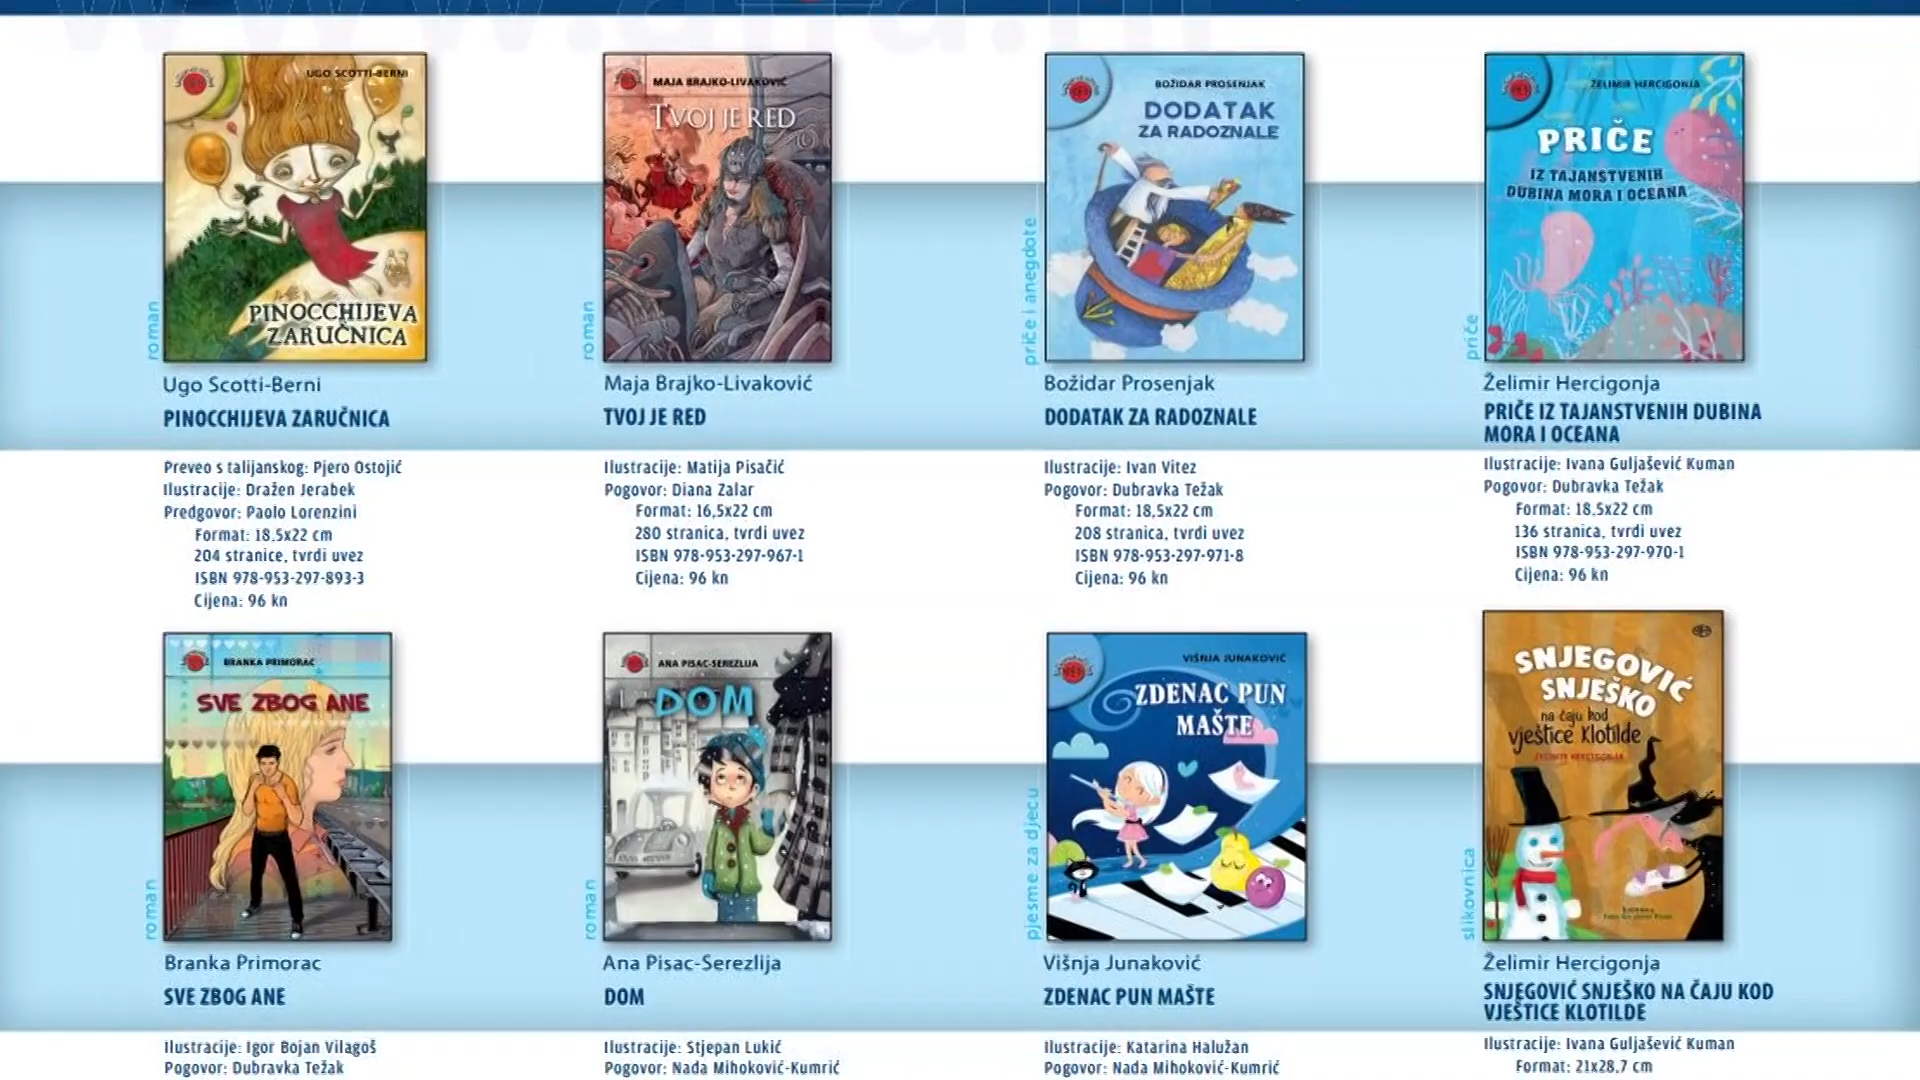 www.alfa.hr
UGO SCOTTI-BERNI
PINOCCHIJEVA
ZARUČNICA
roman
Ugo Scotti-Berni
PINOCCHIJEVA ZARUČNICA
Preveo s talijanskog: Pjero Ostojić
Ilustracije: Dražen Jerabek
Predgovor: Paolo Lorenzini
Format: 18,5x22 cm
204 stranice, tvrdi uvez
ISBN 978-953-297-893-3
Cijena: 96 kn
MAJA BRAJKO-LIVAKOVIĆ
TVOJ JE RED
roman
Maja Brajko-Livaković
TVOJ JE RED
Ilustracije: Matija Pisačić
Pogovor: Diana Zalar
Format: 16,5x22 cm
280 stranica, tvrdi uvez
ISBN 978-953-297-967-1
Cijena: 96 kn
BOŽIDAR PROSENJAK
DODATAK
ZA RADOZNALE
priče i anegdote
Božidar Prosenjak
DODATAK ZA RADOZNALE
Ilustracije: Ivan Vitez
Pogovor: Dubravka Težak
Format: 18,5x22 cm
208 stranica, tvrdi uvez
ISBN 978-953-297-971-8
Cijena: 96 kn
ŽELIMIR HERCIGONJA
PRIČE
IZ TAJANSTVENIH
DUBINA MORA I OCEANA
priče
Želimir Hercigonja
PRIČE IZ TAJANSTVENIH DUBINA
MORA I OCEANA
Ilustracije: Ivana Guljašević Kuman
Pogovor: Dubravka Težak
Format: 18,5x22 cm
136 stranica, tvrdi uvez
ISBN 978-953-297-970-1
Cijena: 96 kn
BRANKA PRIMORAC
SVE ZBOG ANE
roman
Branka Primorac
SVE ZBOG ANE
Ilustracije: Igor Bojan Vilagoš
Pogovor: Dubravka Težak
ANA PISAC-SEREZLIJA
DOM
roman
Ana Pisac-Serezlija
DOM
Ilustracije: Stjepan Lukić
Pogovor: Nada Mihoković-Kumrić
VIŠNJA JUNAKOVIĆ
ZDENAC PUN
MAŠTE
pjesme za djecu
Višnja Junaković
ZDENAC PUN MAŠTE
Ilustracije: Katarina Halužan
Pogovor: Nada Mihoković-Kumrić
SNJEGOVIĆ
SNJEŠKO
na čaju kod
vještice Klotilde
ŽELIMIR HERCIGONJA
slikovnica
Želimir Hercigonja
SNJEGOVIĆ SNJEŠKO NA ČAJU KOD
VJEŠTICE KLOTILDE
Ilustracije: Ivana Guljašević Kuman
Format: 21x28,7 cm